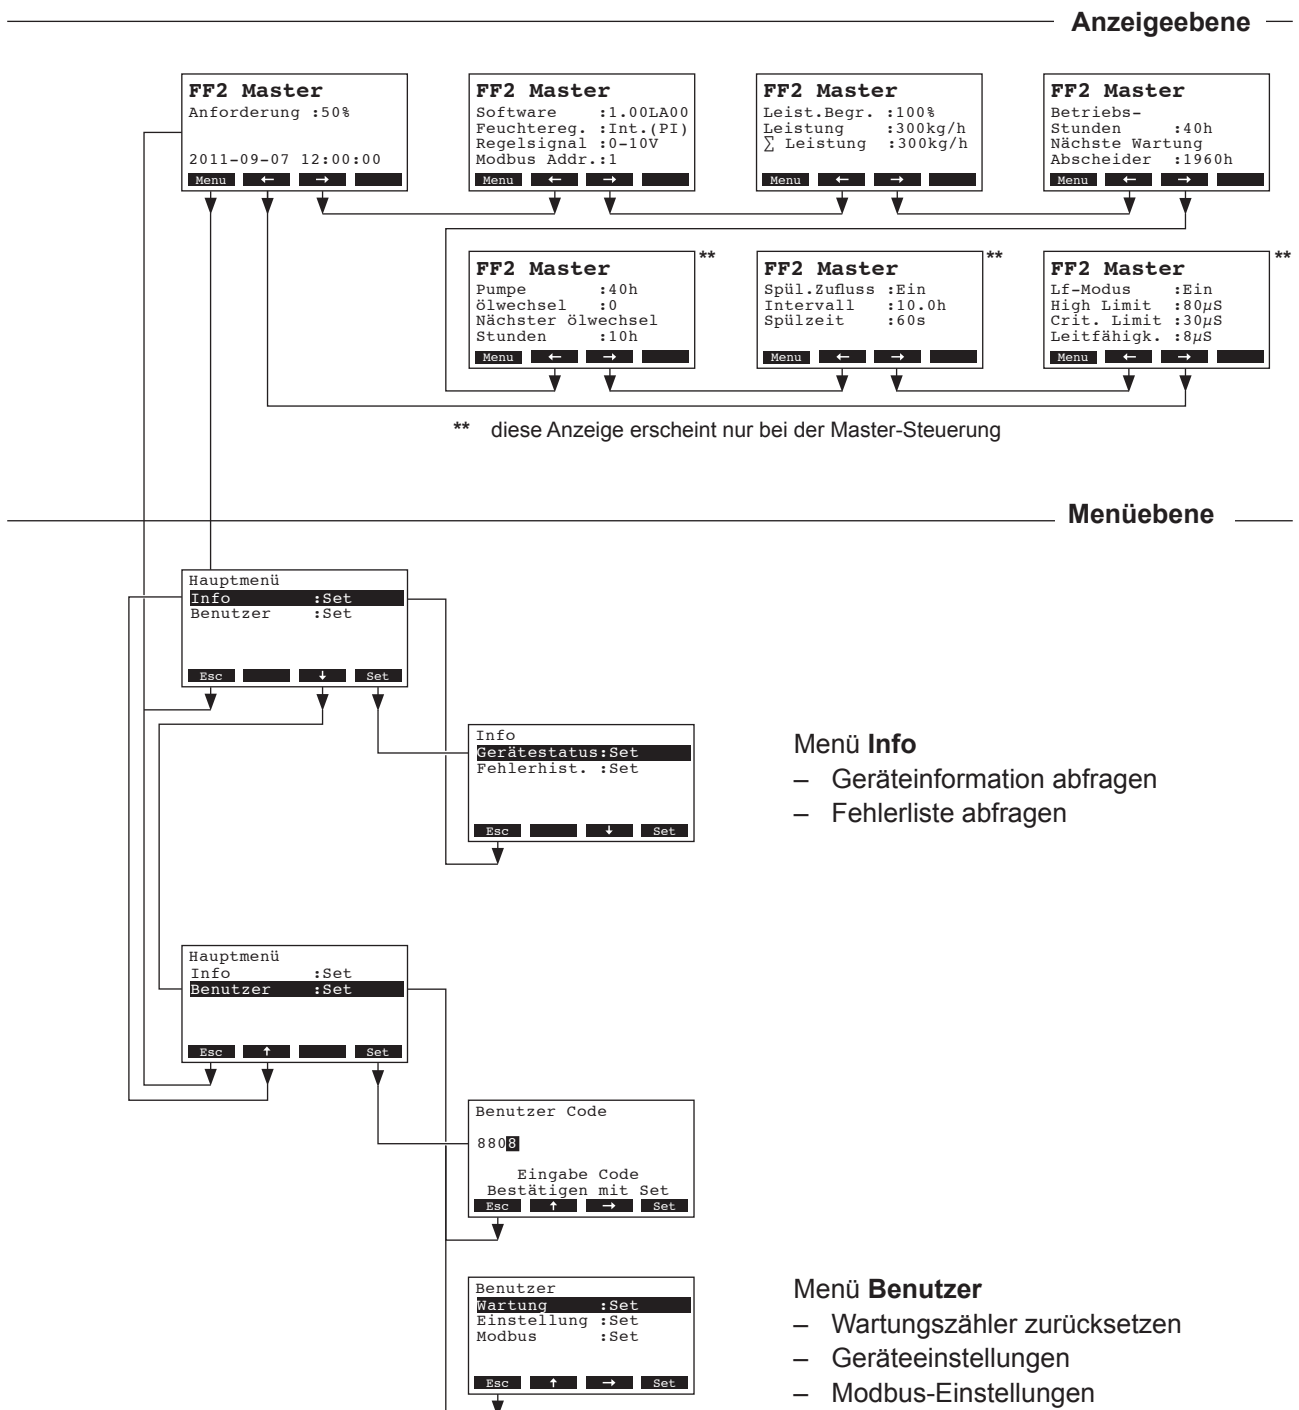 Anzeigeebene
FF2 Master
Anforderung :50%
2011-09-07 12:00:00
Menu ← →
FF2 Master
Software :1.00LA00
Feuchtereg. :Int.(PI)
Regelsignal :0-10V
Modbus Addr.:1
Menu ← →
FF2 Master
Leist.Begr. :100%
Leistung :300kg/h
∑ Leistung :300kg/h
Menu ← →
FF2 Master
Betriebs-
Stunden :40h
Nächste Wartung
Abscheider :1960h
Menu ← →
FF2 Master
**
Pumpe :40h
ölwechsel :0
Nächster ölwechsel
Stunden :10h
Menu ← →
FF2 Master
**
Spül.Zufluss :Ein
Intervall :10.0h
Spülzeit :60s
Menu ← →
FF2 Master
**
Lf-Modus :Ein
High Limit :80µS
Crit. Limit :30µS
Leitfähigk. :8µS
Menu ← →
** diese Anzeige erscheint nur bei der Master-Steuerung
Menüebene
Hauptmenü
Info :Set
Benutzer :Set
Esc ↓ Set
Info
Gerätestatus:Set
Fehlerhist. :Set
Esc ↓ Set
Menü Info
– Geräteinformation abfragen
– Fehlerliste abfragen
Hauptmenü
Info :Set
Benutzer :Set
Esc ↑ Set
Benutzer Code
8808
Eingabe Code
Bestätigen mit Set
Esc ↑ → Set
Benutzer
Wartung :Set
Einstellung :Set
Modbus :Set
Esc ↑ → Set
Menü Benutzer
– Wartungszähler zurücksetzen
– Geräteeinstellungen
– Modbus-Einstellungen